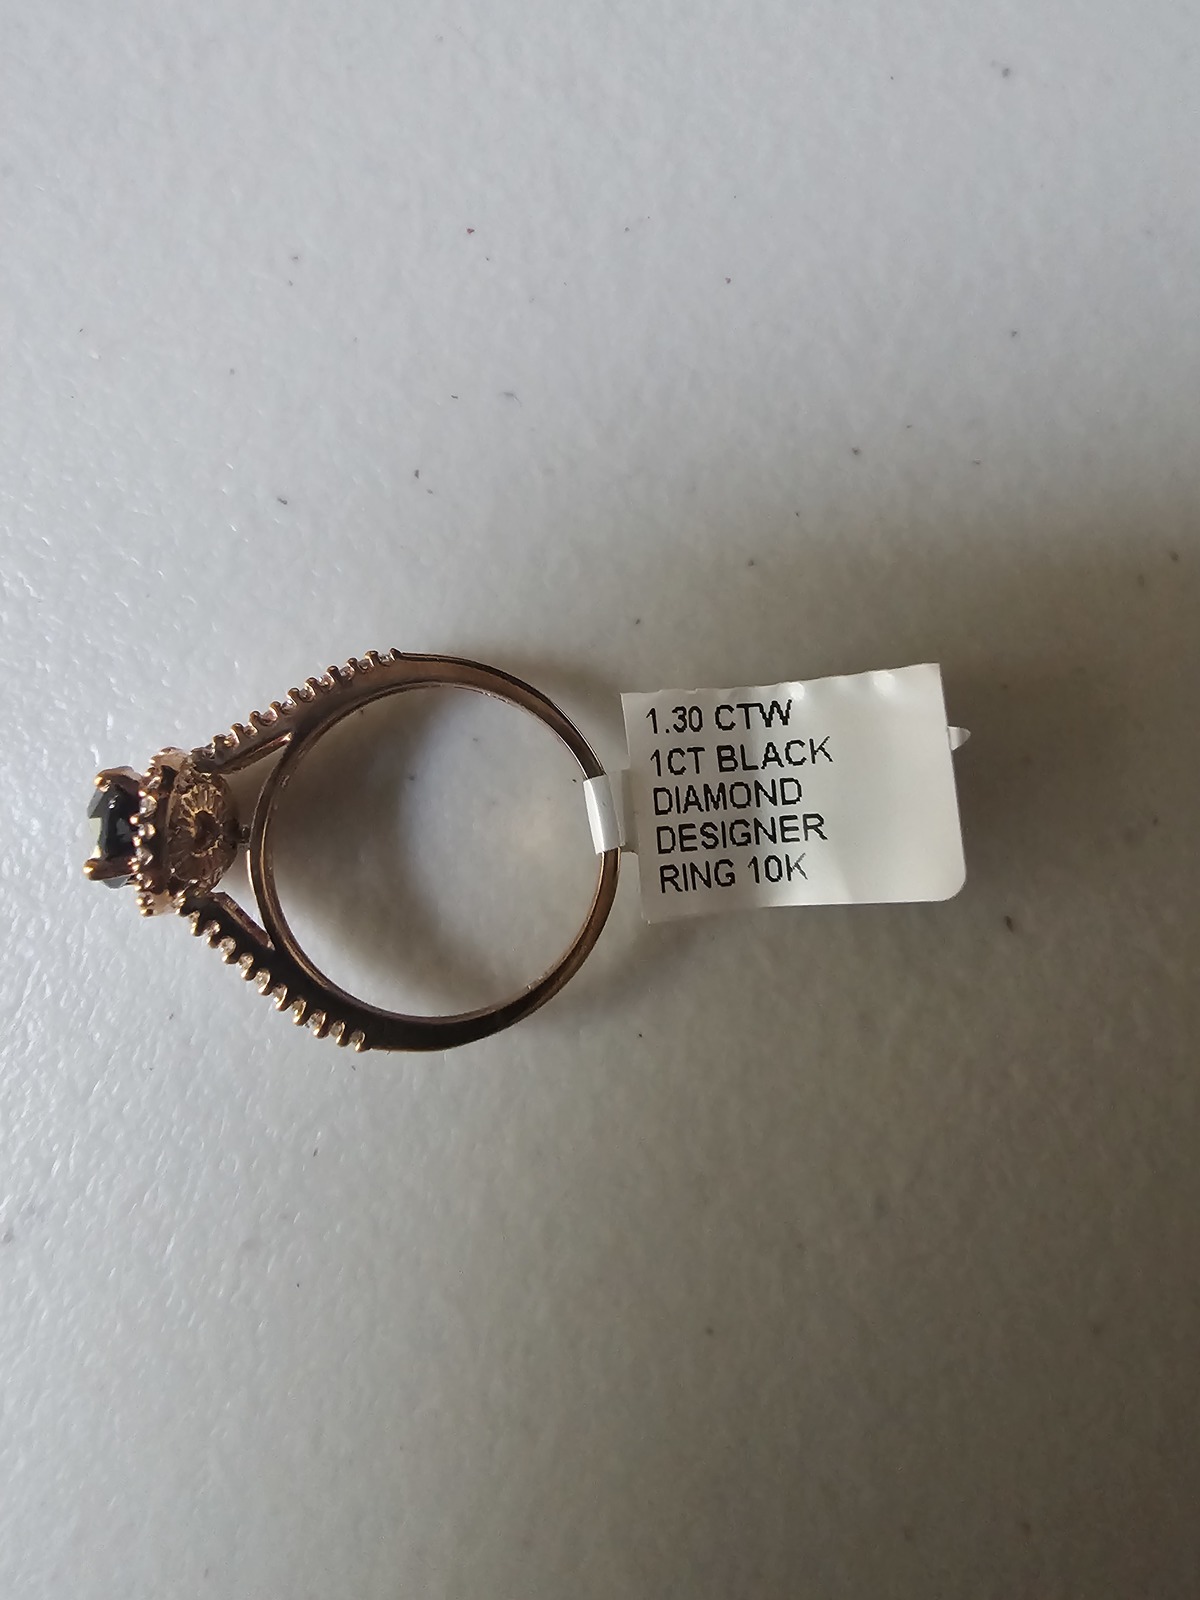 1.30 CTW
1CT BLACK
DIAMOND
DESIGNER
RING 10K